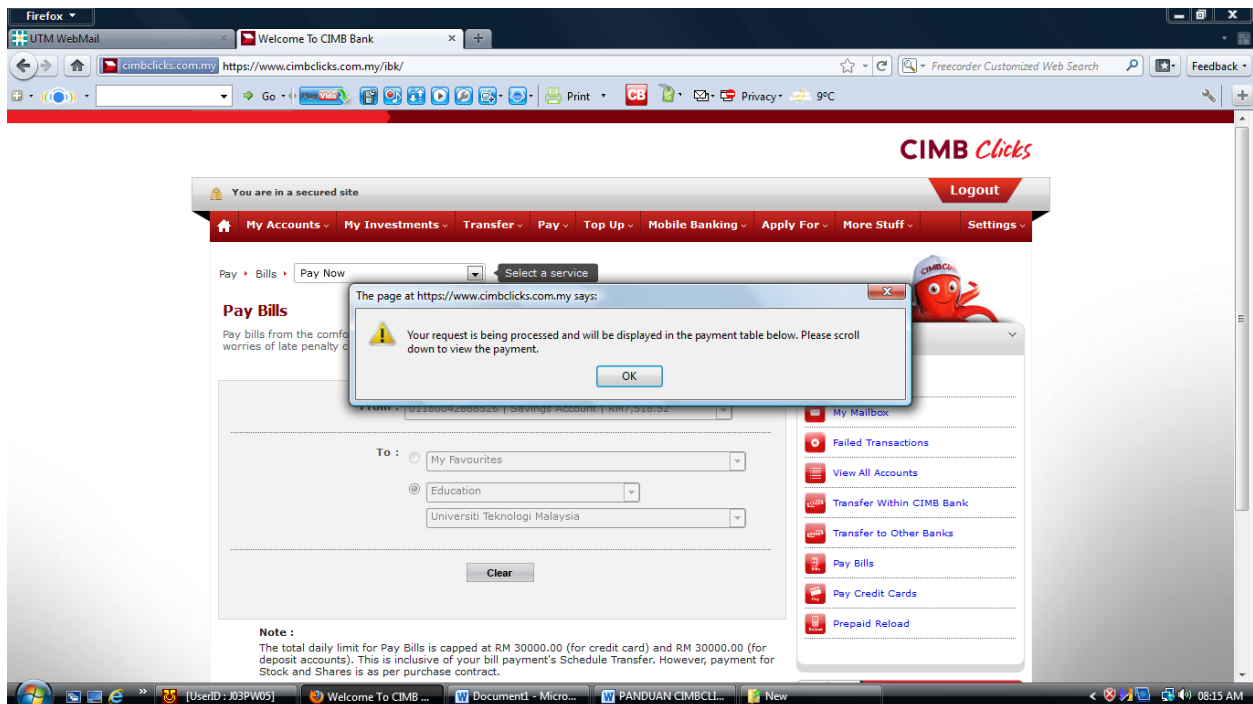 Firefox
UTM WebMail
Welcome To CIMB Bank
cimbclicks.com.my https://www.cimbclicks.com.my/ibk/
Freecorder Customized Web Search
Feedback
Go
Print
CB
Privacy
9°C
CIMB Clicks
You are in a secured site
Logout
My Accounts My Investments Transfer Pay Top Up Mobile Banking Apply For More Stuff Settings
Pay Bills Pay Now
Select a service
CIMBCL
The page at https://www.cimbclicks.com.my says:
Your request is being processed and will be displayed in the payment table below. Please scroll
down to view the payment.
OK
Pay Bills
Pay bills from the comfo
worries of late penalty
From : 01180042868526 | Savings Account | RM7,518.52
To :
My Favourites
Education
Universiti Teknologi Malaysia
Clear
My Mailbox
Failed Transactions
View All Accounts
Transfer Within CIMB Bank
Transfer to Other Banks
Pay Bills
Pay Credit Cards
Prepaid Reload
Note :
The total daily limit for Pay Bills is capped at RM 30000.00 (for credit card) and RM 30000.00 (for
deposit accounts). This is inclusive of your bill payment's Schedule Transfer. However, payment for
Stock and Shares is as per purchase contract.
[UserID : J03PW05]
Welcome To CIMB ...
Document1 - Micro...
PANDUAN CIMBCLI...
New
08:15 AM